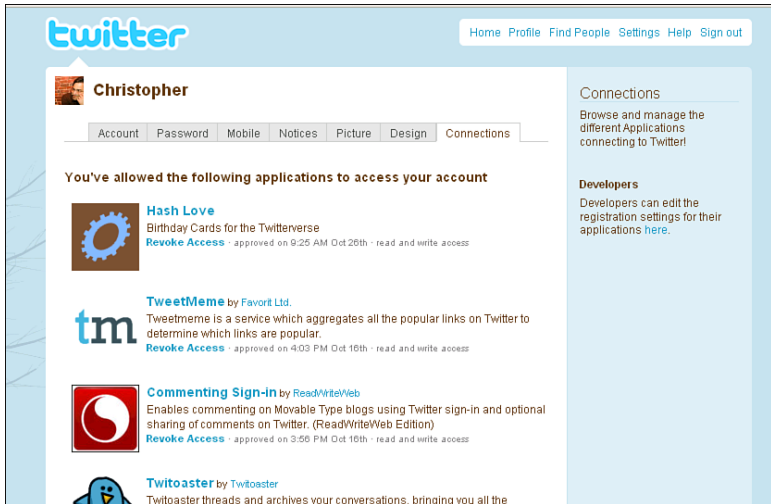 twitter
Home Profile Find People Settings Help Sign out
Christopher
Account Password Mobile Notices Picture Design Connections
You've allowed the following applications to access your account
Hash Love
Birthday Cards for the Twitterverse
Revoke Access · approved on 9:25 AM Oct 26th · read and write access
tm
TweetMeme by Favorit Ltd.
Tweetmeme is a service which aggregates all the popular links on Twitter to
determine which links are popular.
Revoke Access · approved on 4:03 PM Oct 16th · read and write access
Commenting Sign-in by ReadWriteWeb
Enables commenting on Movable Type blogs using Twitter sign-in and optional
sharing of comments on Twitter. (ReadWriteWeb Edition)
Revoke Access · approved on 3:56 PM Oct 16th · read and write access
Twitoaster by Twitoaster
Twitoaster threads and archives your conversations, bringing you all the
Connections
Browse and manage the
different Applications
connecting to Twitter!
Developers
Developers can edit the
registration settings for their
applications here.